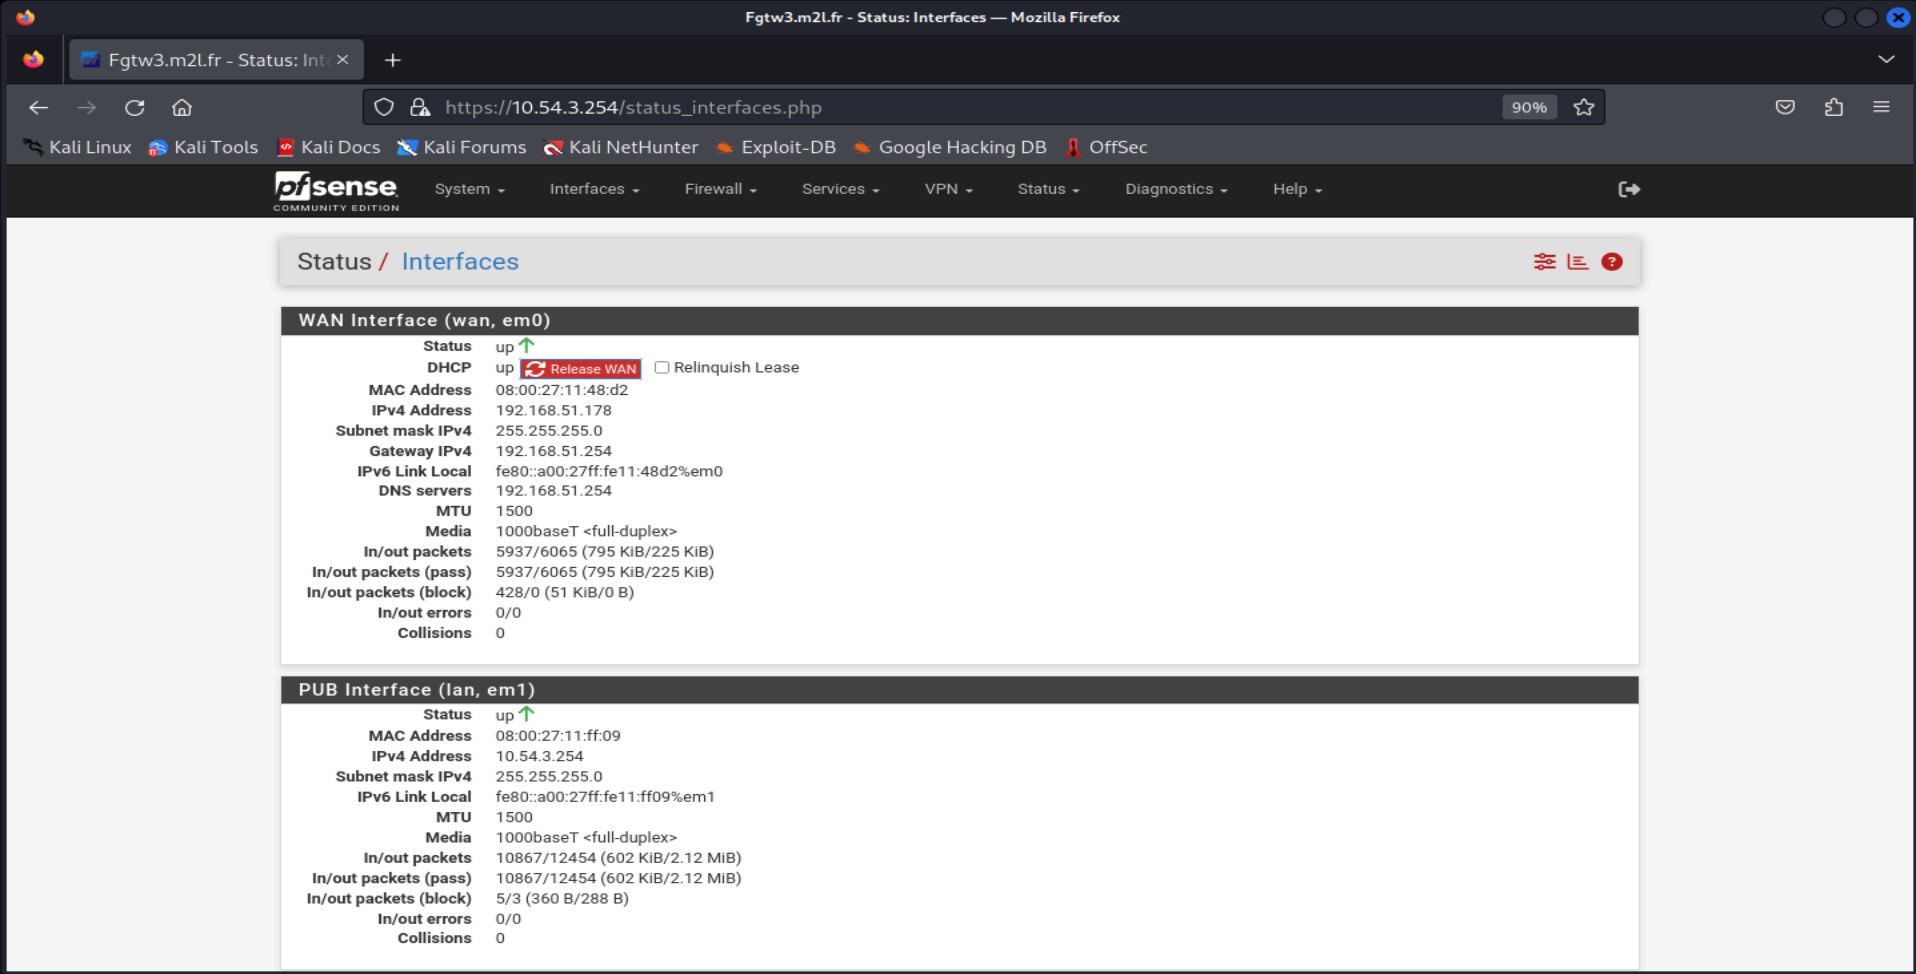 Fgtw3.m2l.fr - Status: Interfaces — Mozilla Firefox
Fgtw3.m2l.fr - Status: Inte
https://10.54.3.254/status_interfaces.php 90%
Kali Linux Kali Tools Kali Docs Kali Forums Kali NetHunter Exploit-DB Google Hacking DB OffSec
pfsense COMMUNITY EDITION System Interfaces Firewall Services VPN Status Diagnostics Help
Status / Interfaces
WAN Interface (wan, em0)
Status up
DHCP up Release WAN Relinquish Lease
MAC Address 08:00:27:11:48:d2
IPv4 Address 192.168.51.178
Subnet mask IPv4 255.255.255.0
Gateway IPv4 192.168.51.254
IPv6 Link Local fe80::a00:27ff:fe11:48d2%em0
DNS servers 192.168.51.254
MTU 1500
Media 1000baseT <full-duplex>
In/out packets 5937/6065 (795 KiB/225 KiB)
In/out packets (pass) 5937/6065 (795 KiB/225 KiB)
In/out packets (block) 428/0 (51 KiB/0 B)
In/out errors 0/0
Collisions 0
PUB Interface (lan, em1)
Status up
MAC Address 08:00:27:11:ff:09
IPv4 Address 10.54.3.254
Subnet mask IPv4 255.255.255.0
IPv6 Link Local fe80::a00:27ff:fe11:ff09%em1
MTU 1500
Media 1000baseT <full-duplex>
In/out packets 10867/12454 (602 KiB/2.12 MiB)
In/out packets (pass) 10867/12454 (602 KiB/2.12 MiB)
In/out packets (block) 5/3 (360 B/288 B)
In/out errors 0/0
Collisions 0